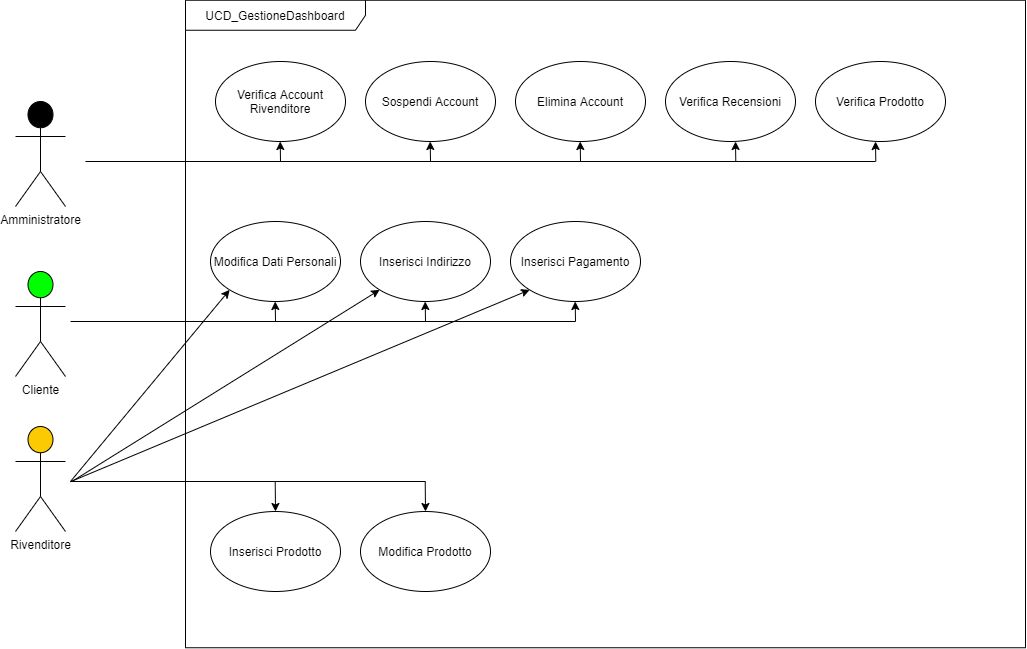 UCD_GestioneDashboard
Verifica Account
Rivenditore
Sospendi Account
Elimina Account
Verifica Recensioni
Verifica Prodotto
Amministratore
Modifica Dati Personali
Inserisci Indirizzo
Inserisci Pagamento
Cliente
Rivenditore
Inserisci Prodotto
Modifica Prodotto